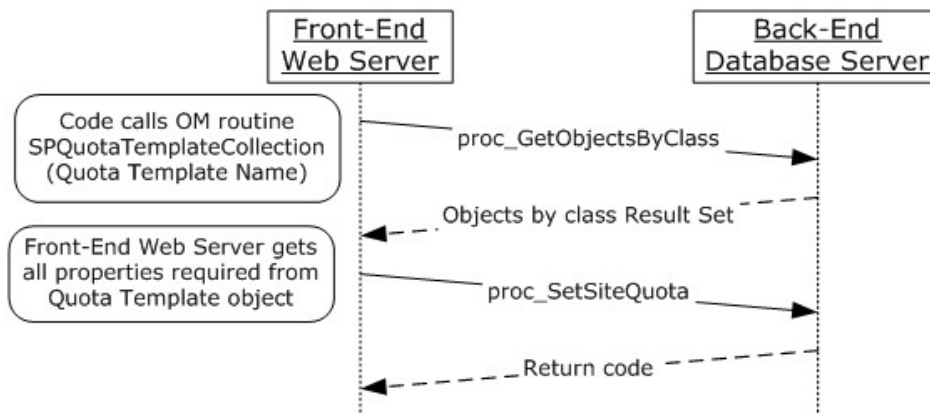 Front-End
Web Server
Back-End
Database Server
Code calls OM routine
SPQuotaTemplateCollection
(Quota Template Name)
proc_GetObjectsByClass
Objects by class Result Set
Front-End Web Server gets
all properties required from
Quota Template object
proc_SetSiteQuota
Return code